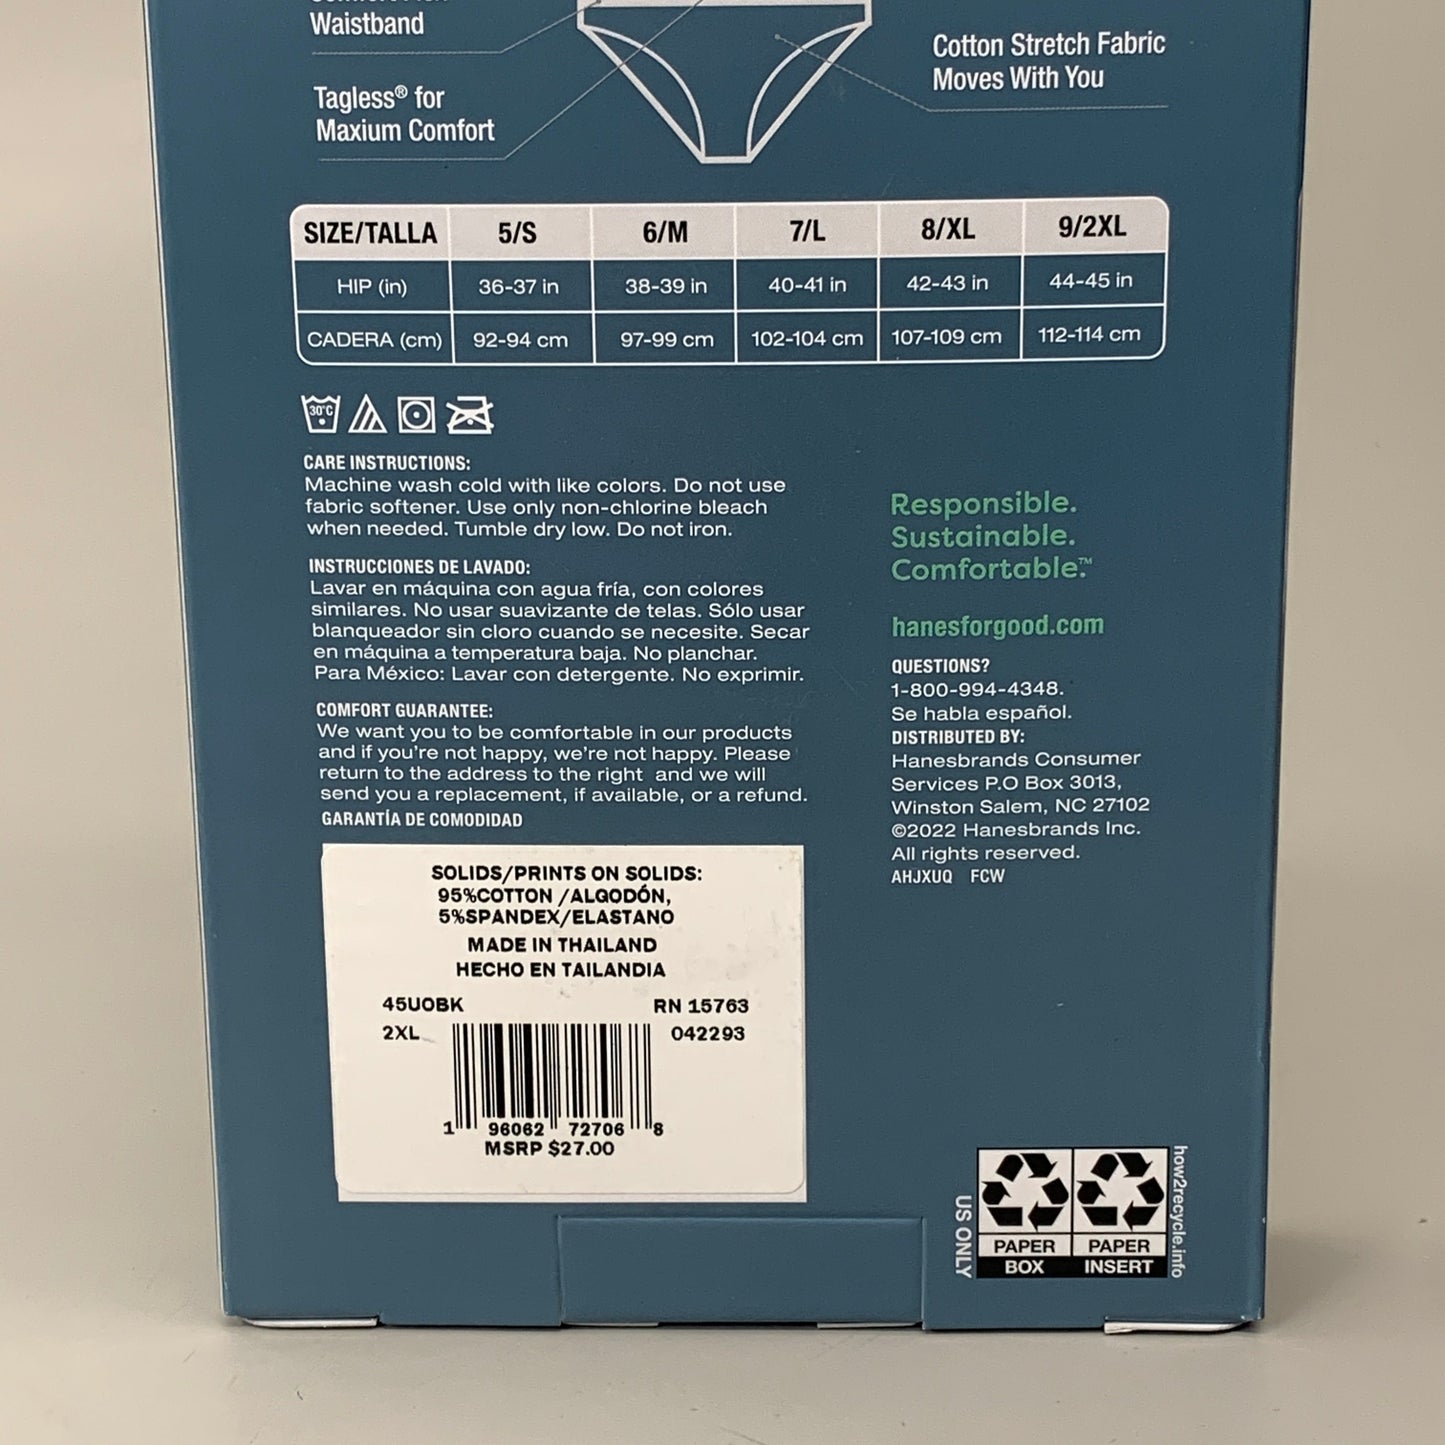 Waistband
Tagless® for
Maxium Comfort
Cotton Stretch Fabric
Moves With You
SIZE/TALLA 5/S 6/M 7/L 8/XL 9/2XL
HIP (in) 36-37 in 38-39 in 40-41 in 42-43 in 44-45 in
CADERA (cm) 92-94 cm 97-99 cm 102-104 cm 107-109 cm 112-114 cm
30°C
CARE INSTRUCTIONS:
Machine wash cold with like colors. Do not use
fabric softener. Use only non-chlorine bleach
when needed. Tumble dry low. Do not iron.
INSTRUCCIONES DE LAVADO:
Lavar en máquina con agua fría, con colores
similares. No usar suavizante de telas. Sólo usar
blanqueador sin cloro cuando se necesite. Secar
en máquina a temperatura baja. No planchar.
Para México: Lavar con detergente. No exprimir.
COMFORT GUARANTEE:
We want you to be comfortable in our products
and if you're not happy, we're not happy. Please
return to the address to the right and we will
send you a replacement, if available, or a refund.
GARANTÍA DE COMODIDAD
SOLIDS/PRINTS ON SOLIDS:
95%COTTON /ALGODÓN,
5%SPANDEX/ELASTANO
MADE IN THAILAND
HECHO EN TAILANDIA
45UOBK RN 15763
2XL 042293
1 96062 72706 8
MSRP $27.00
Responsible.
Sustainable.
Comfortable.™
hanesforgood.com
QUESTIONS?
1-800-994-4348.
Se habla español.
DISTRIBUTED BY:
Hanesbrands Consumer
Services P.O Box 3013,
Winston Salem, NC 27102
©2022 Hanesbrands Inc.
All rights reserved.
AHJXUQ FCW
US ONLY
PAPER PAPER
BOX INSERT
how2recycle.info